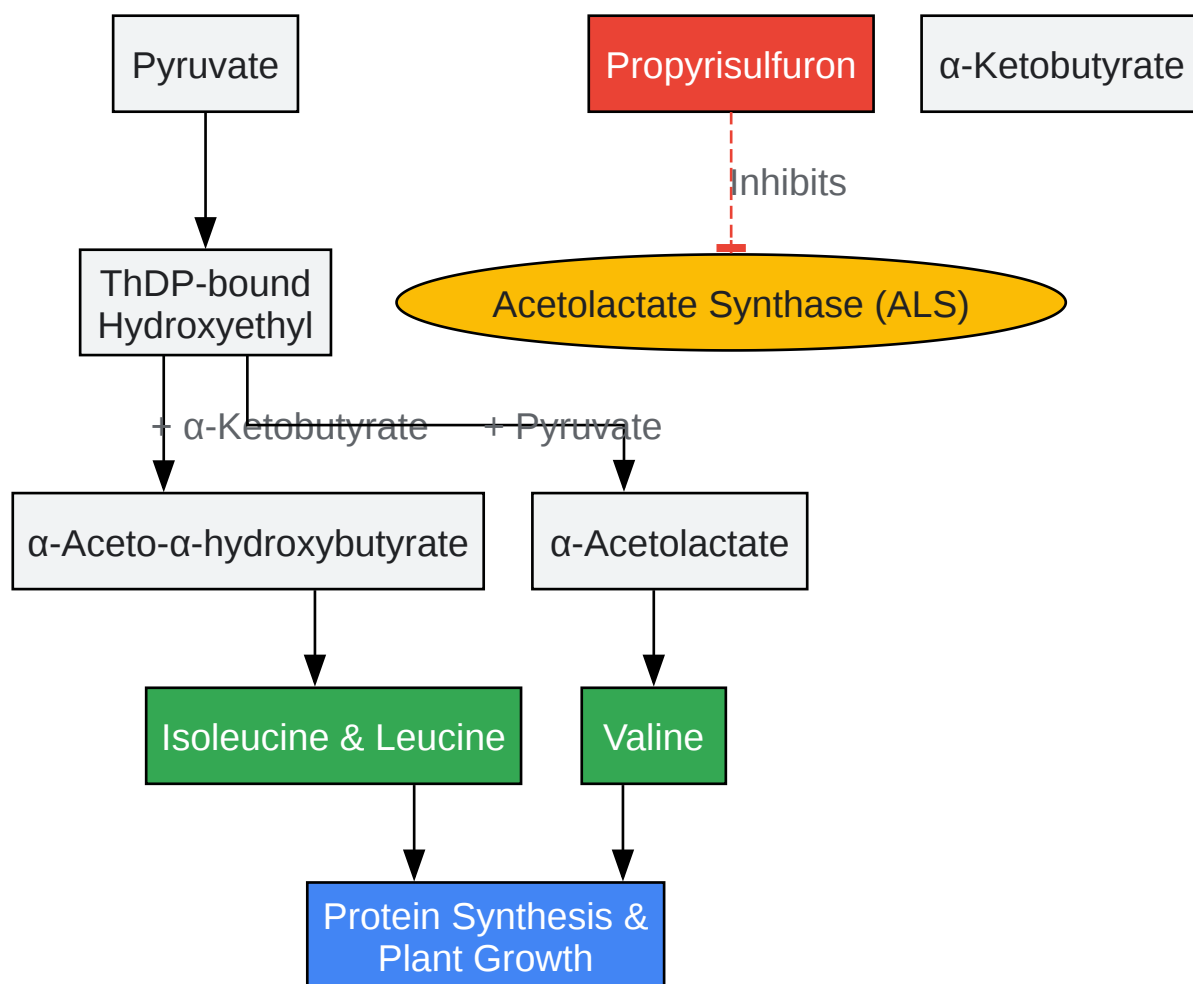 Pyruvate
Propyrisulfuron
α-Ketobutyrate
Inhibits
ThDP-bound
Hydroxyethyl
Acetolactate Synthase (ALS)
+ α-Ketobutyrate
+ Pyruvate
α-Aceto-α-hydroxybutyrate
α-Acetolactate
Isoleucine & Leucine
Valine
Protein Synthesis &
Plant Growth